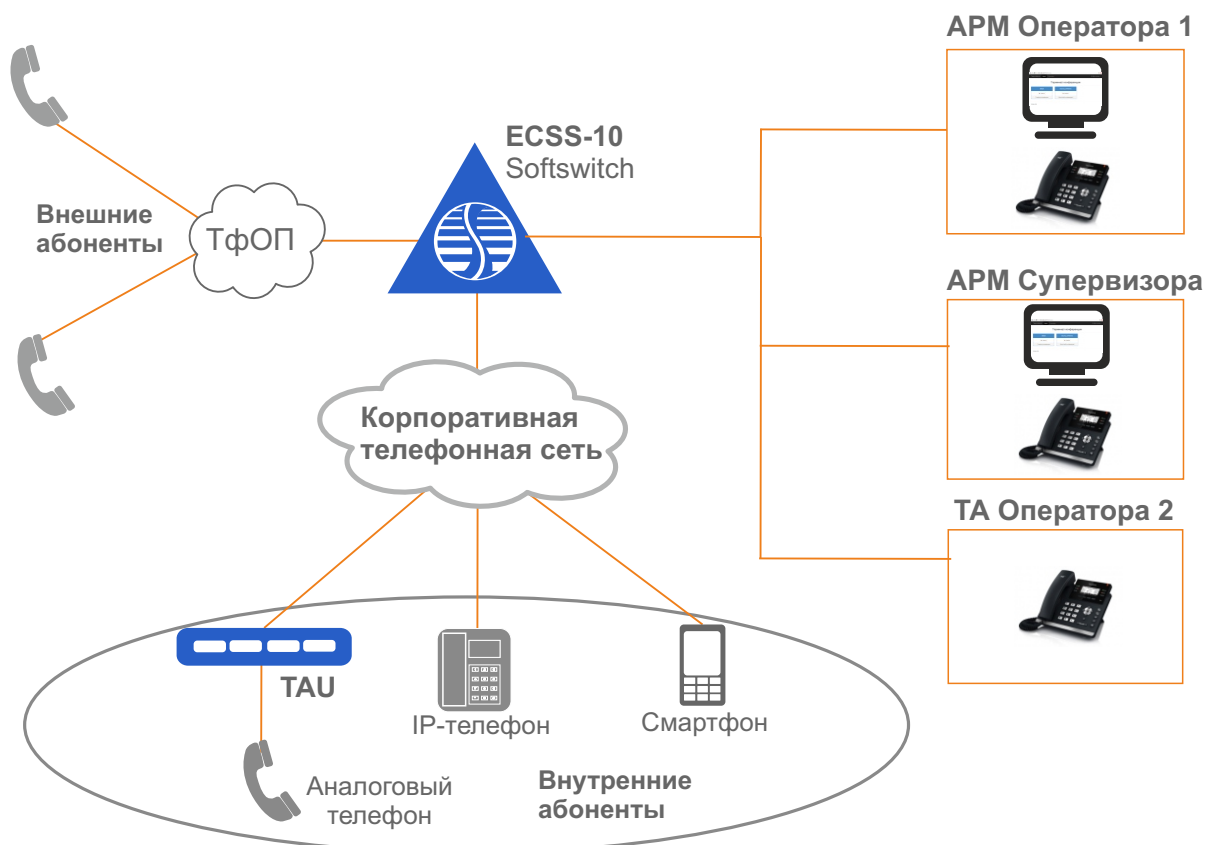 АРМ Оператора 1
ECSS-10
Softswitch
Внешние
абоненты
ТфОП
АРМ Супервизора
Корпоративная
телефонная сеть
ТА Оператора 2
TAU
IP-телефон
Смартфон
Аналоговый
телефон
Внутренние
абоненты